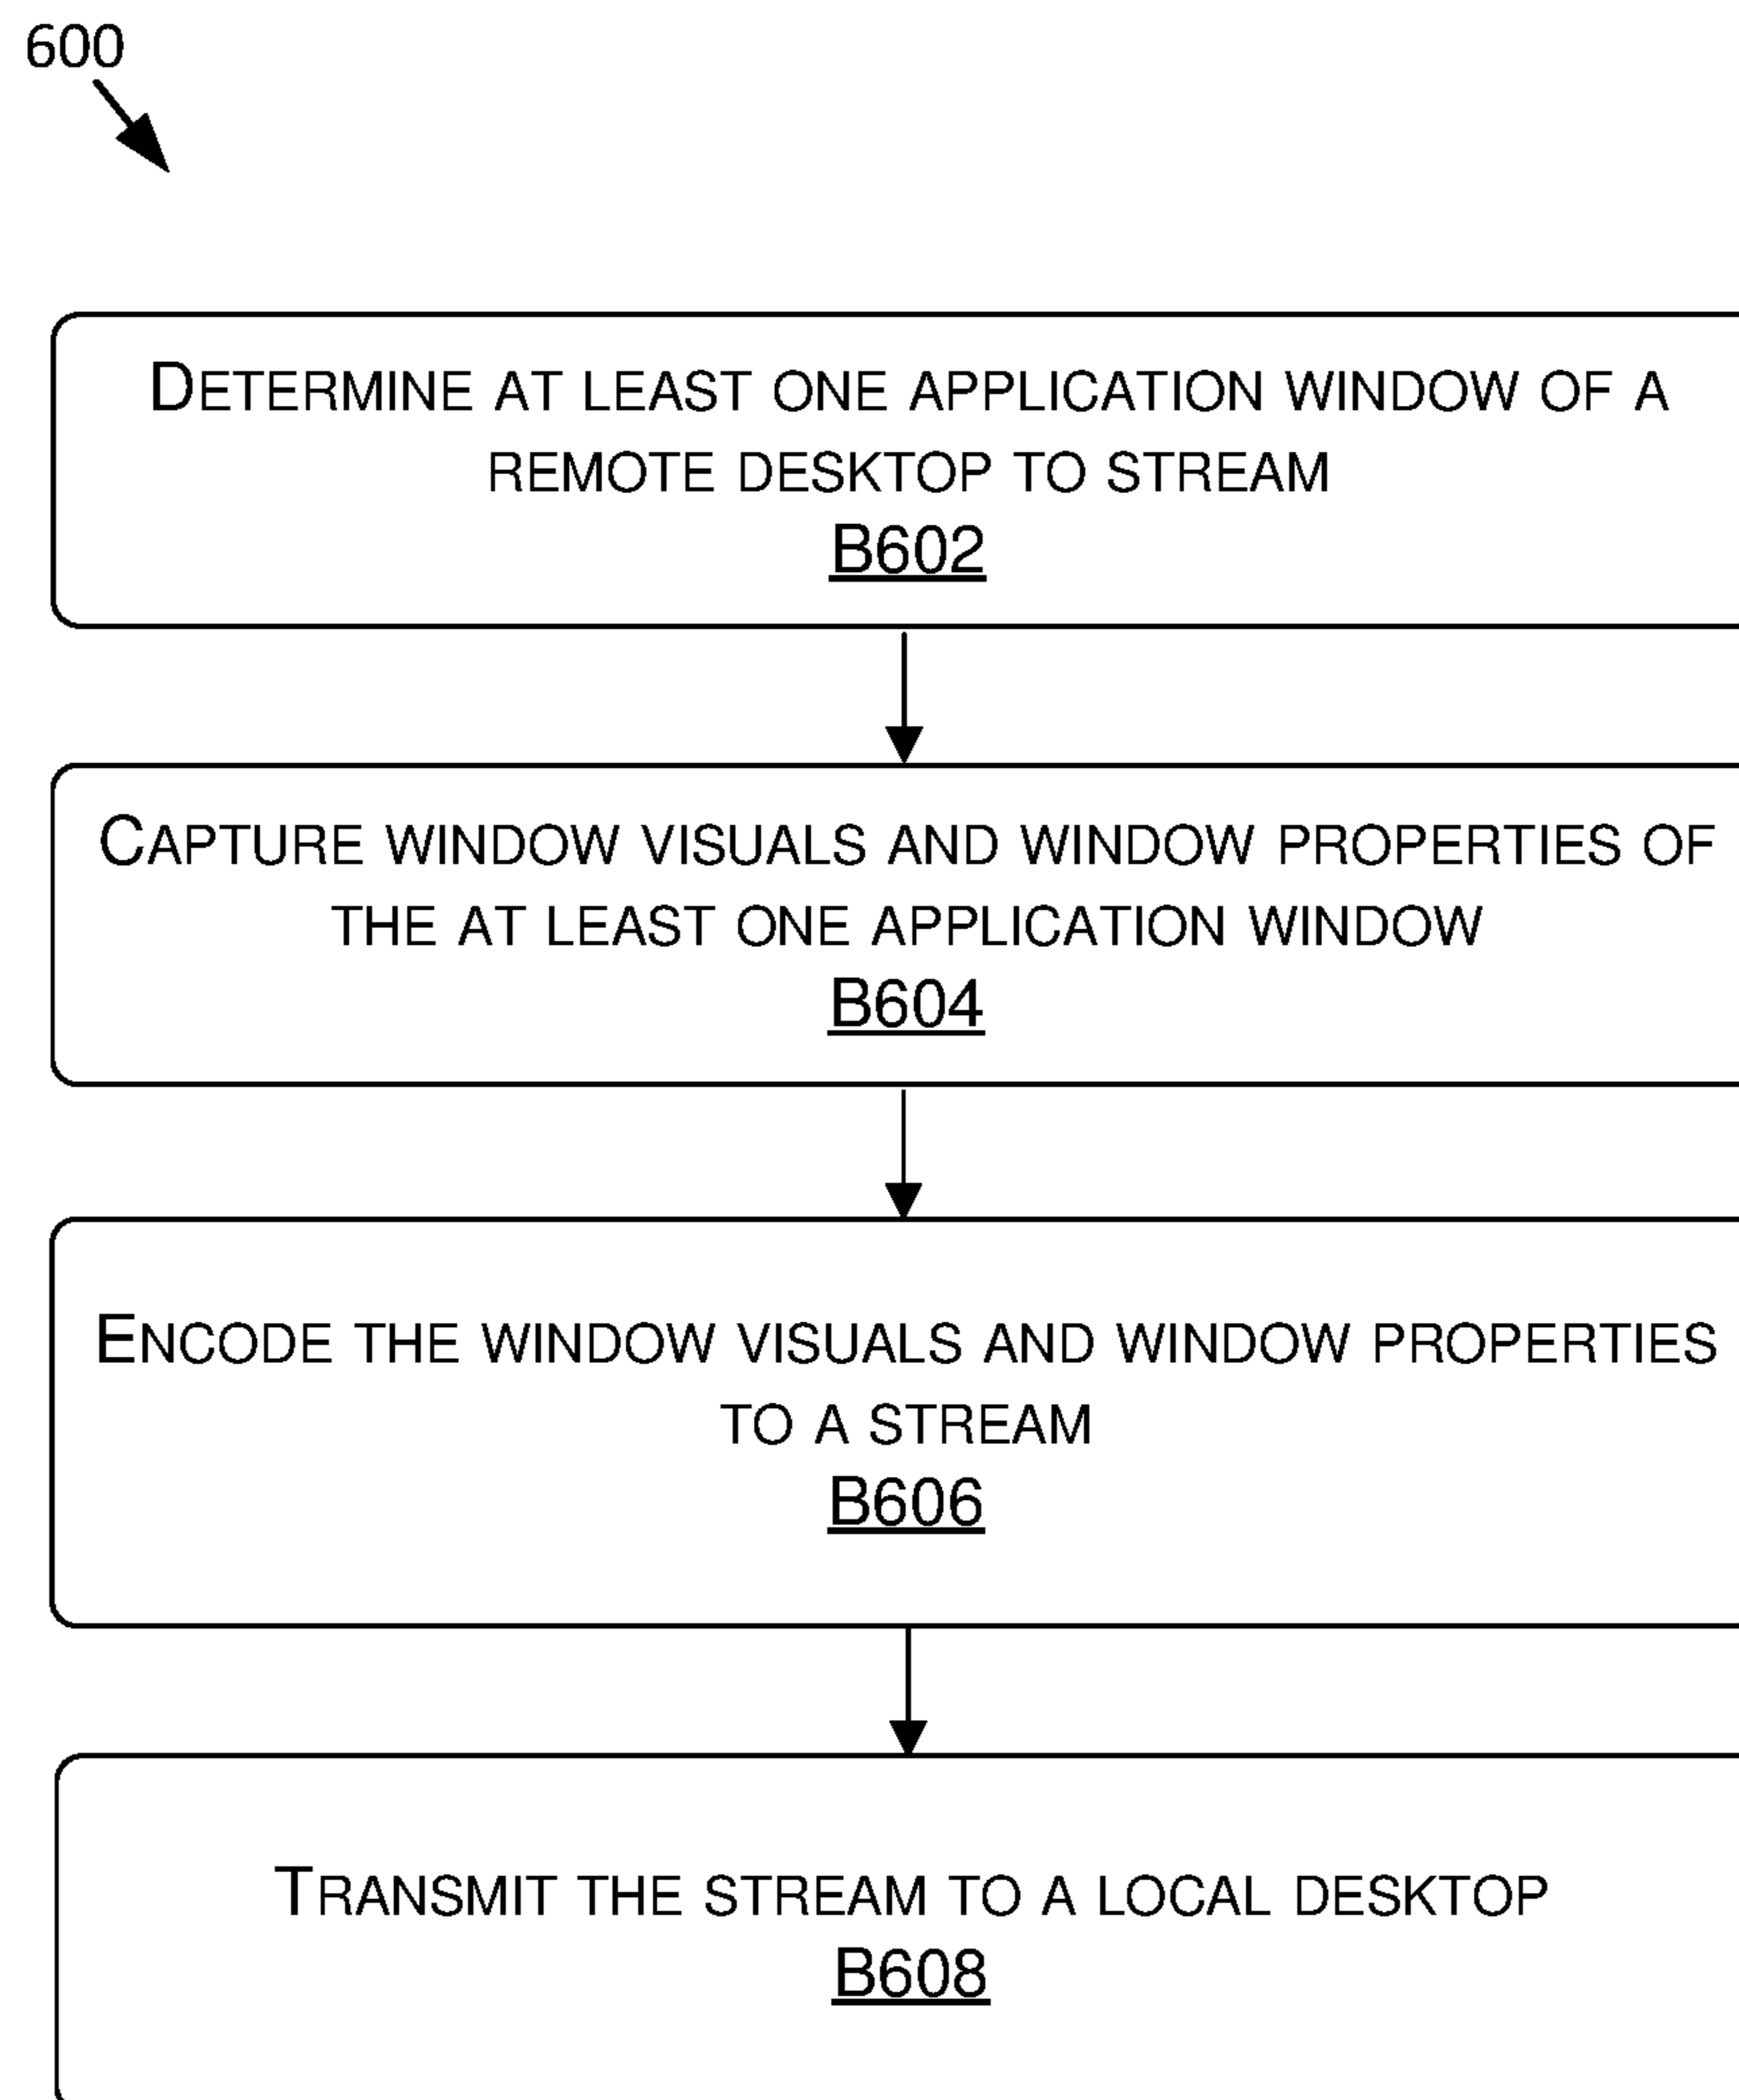 600
DETERMINE AT LEAST ONE APPLICATION WINDOW OF A
REMOTE DESKTOP TO STREAM
B602
CAPTURE WINDOW VISUALS AND WINDOW PROPERTIES OF
THE AT LEAST ONE APPLICATION WINDOW
B604
ENCODE THE WINDOW VISUALS AND WINDOW PROPERTIES
TO A STREAM
B606
TRANSMIT THE STREAM TO A LOCAL DESKTOP
B608